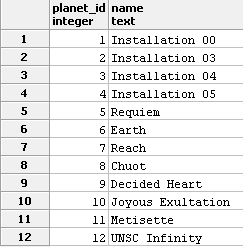 planet_id name
integer text
1 1 Installation 00
2 2 Installation 03
3 3 Installation 04
4 4 Installation 05
5 5 Requiem
6 6 Earth
7 7 Reach
8 8 Chuot
9 9 Decided Heart
10 10 Joyous Exultation
11 11 Metisette
12 12 UNSC Infinity